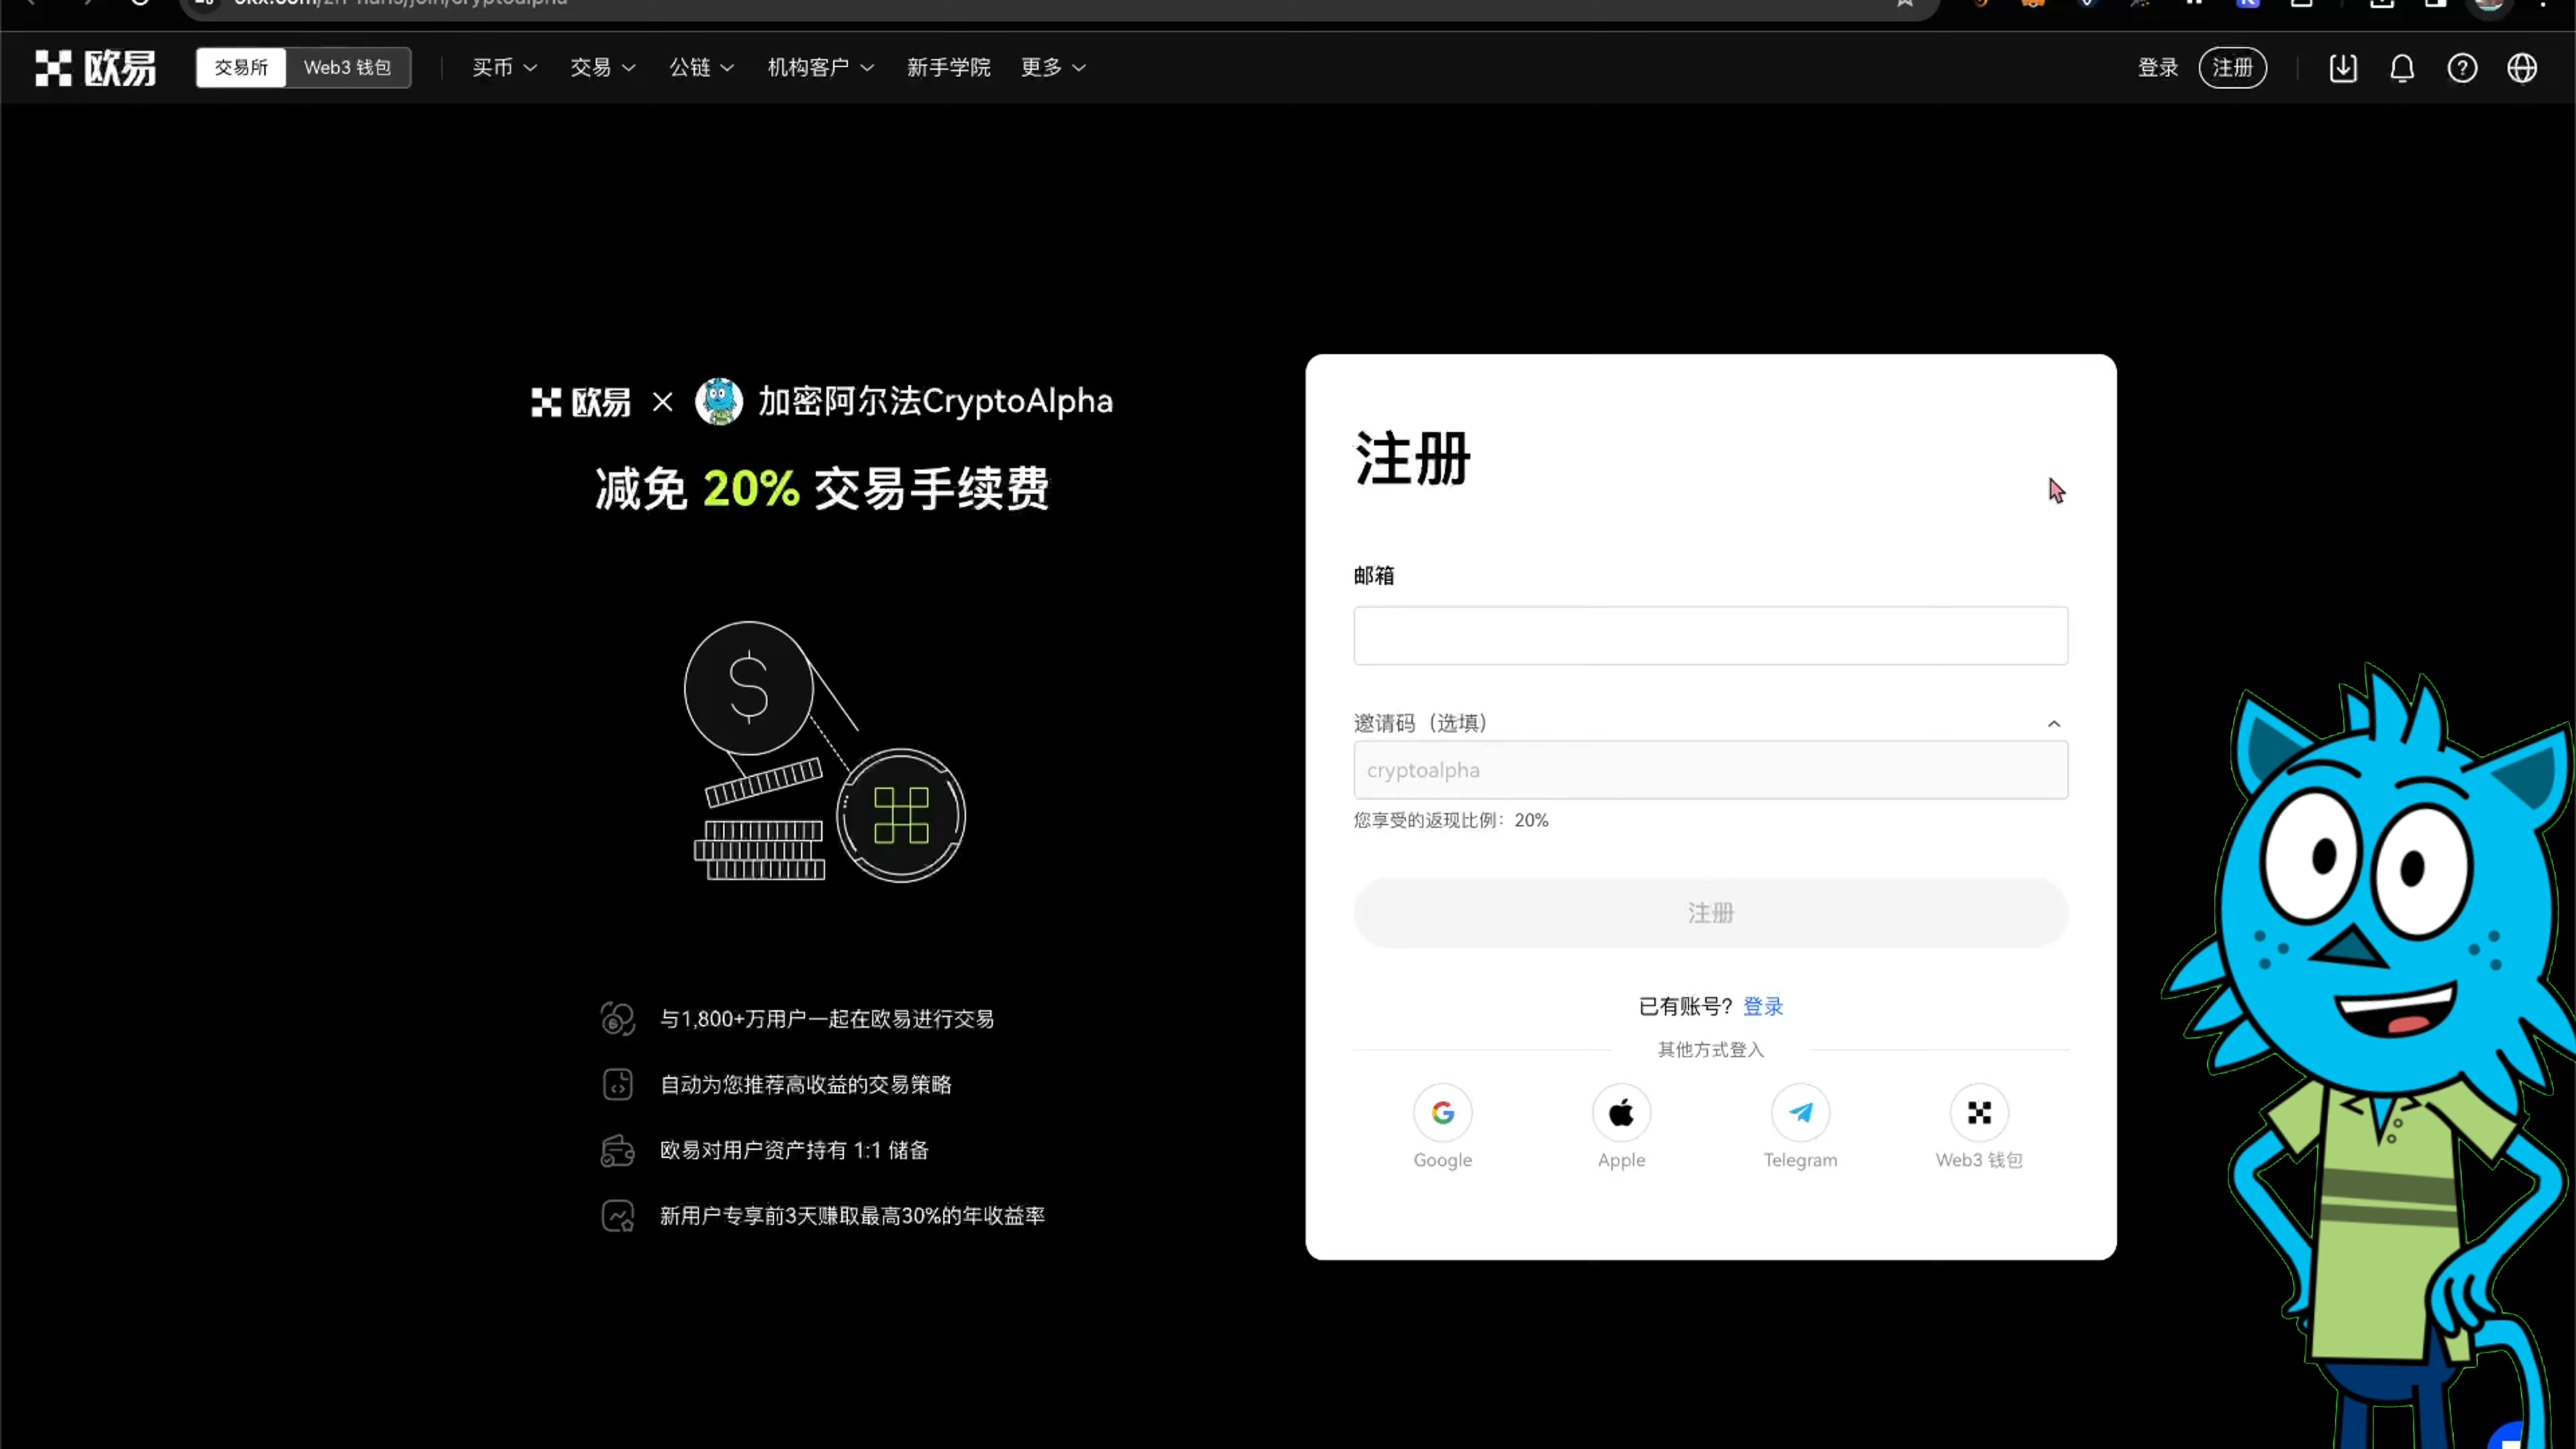 okx.com/zh-hans/join/cryptoalpha
欧易
交易所
Web3 钱包
买币
交易
公链
机构客户
新手学院
更多
登录
注册
欧易
加密阿尔法CryptoAlpha
减免 20% 交易手续费
与1,800+万用户一起在欧易进行交易
自动为您推荐高收益的交易策略
欧易对用户资产持有 1:1 储备
新用户专享前3天赚取最高30%的年收益率
注册
邮箱
邀请码（选填）
cryptoalpha
您享受的返现比例：20%
注册
已有账号? 登录
其他方式登入
Google
Apple
Telegram
Web3 钱包